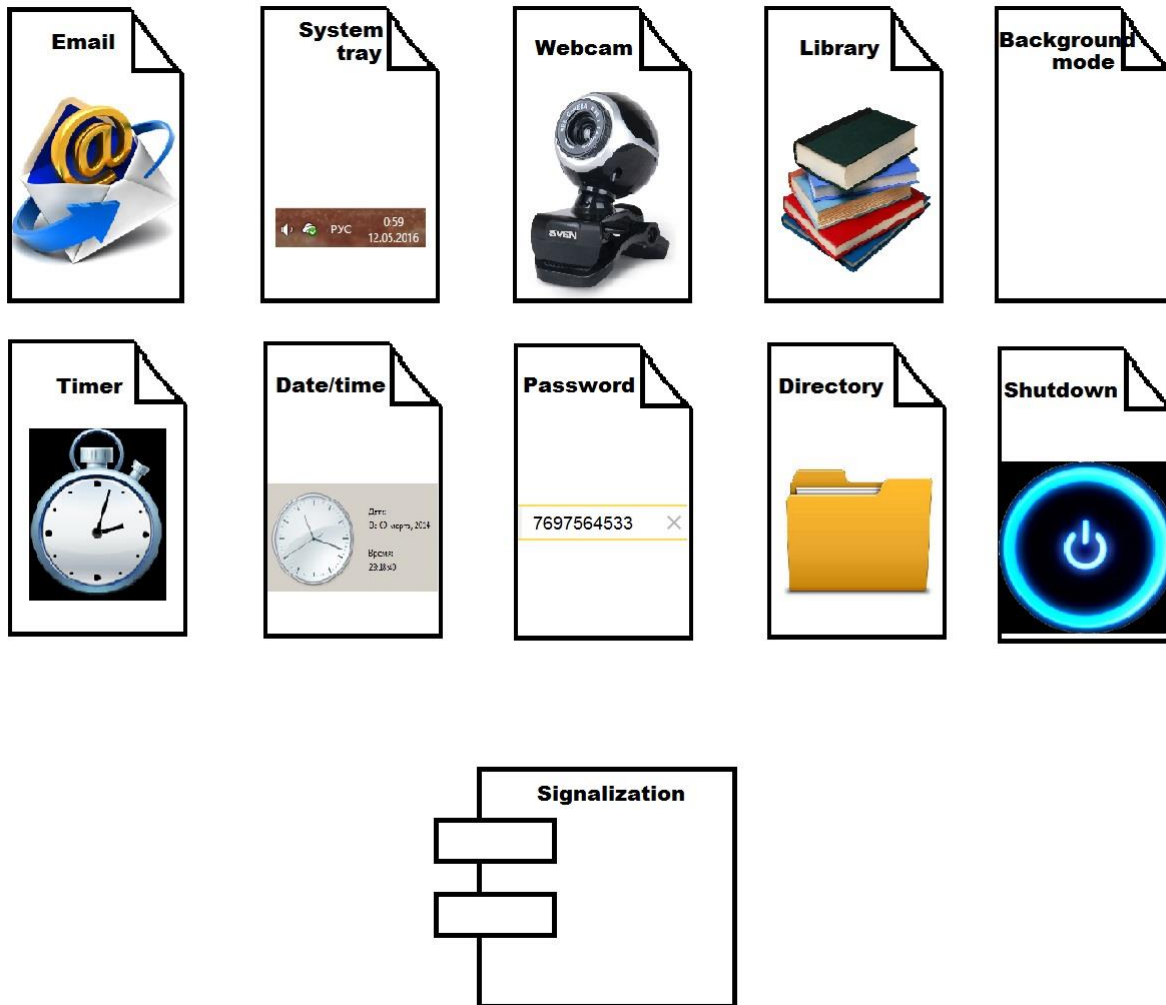 Email
System
tray
Webcam
Library
Background
mode
SVEN
РУС
0:59
12.05.2016
Timer
Date/time
Password
Directory
Shutdown
7697564533
Время:
Signalization